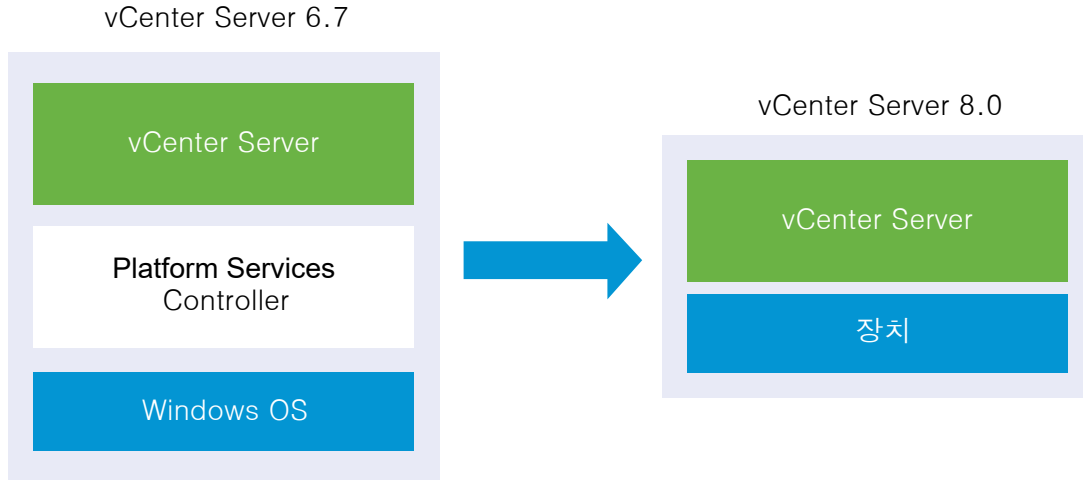 vCenter Server 6.7
vCenter Server
Platform Services
Controller
Windows OS
vCenter Server 8.0
vCenter Server
장치